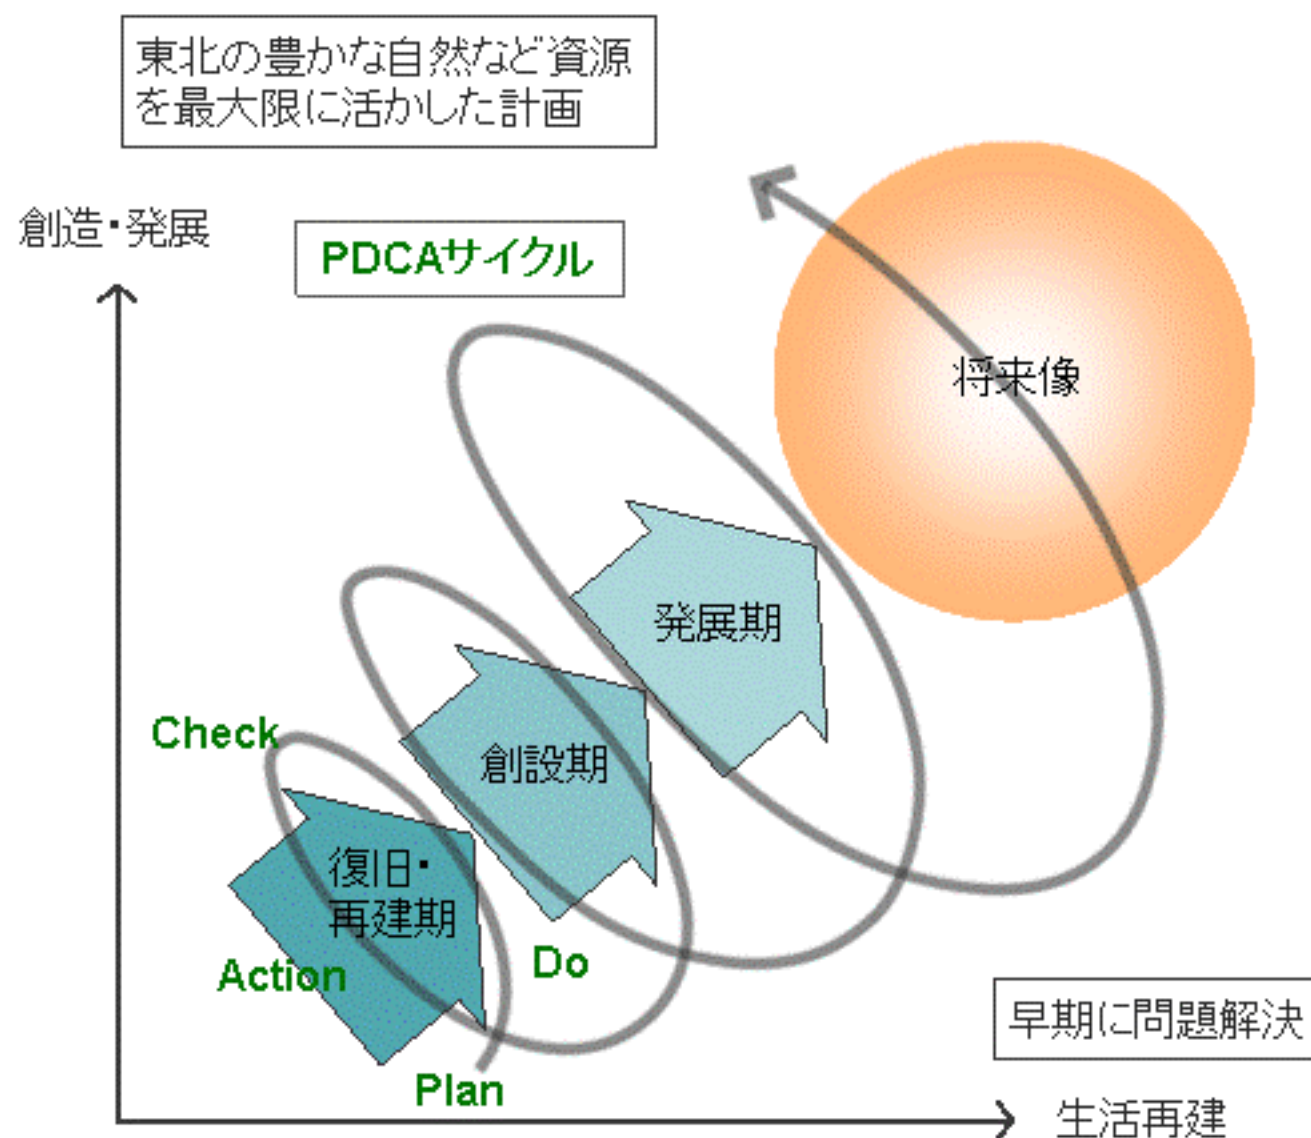 東北の豊かな自然など資源
を最大限に活かした計画
創造・発展
PDCAサイクル
将来像
発展期
Check
創設期
復旧・
再建期
Action
Do
早期に問題解決
Plan
生活再建